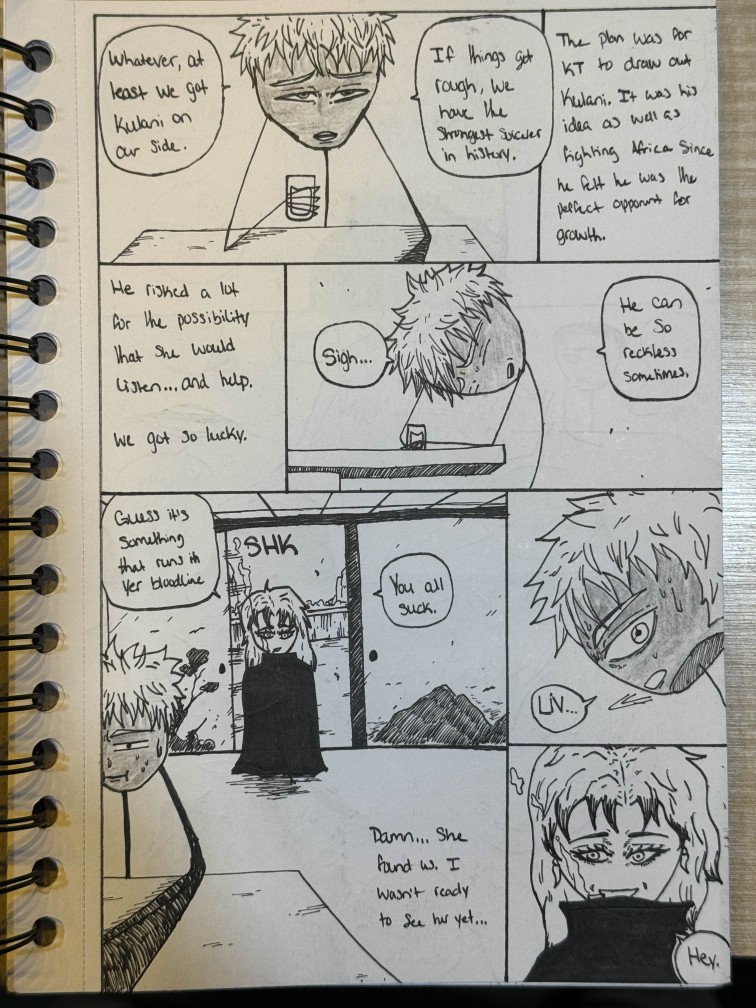 Whatever, at
least we got
Kulani on
our side.
If things got
rough, we
have the
strongest
in history.
The plan was for
KT to draw out
Kulani. It was his
idea as well as
fighting Africa since
he felt he was the
perfect for
growth.
He risked a lot
for the possibility
that she would
listen... and help.
We got so lucky.
Sigh...
He can
be so
reckless
sometimes.
Guess it's
something
that runs in
yer bloodline
SHK
You all
suck.
Liv...
Damn... She
found us. I
wasn't ready
to see her yet...
Hey.